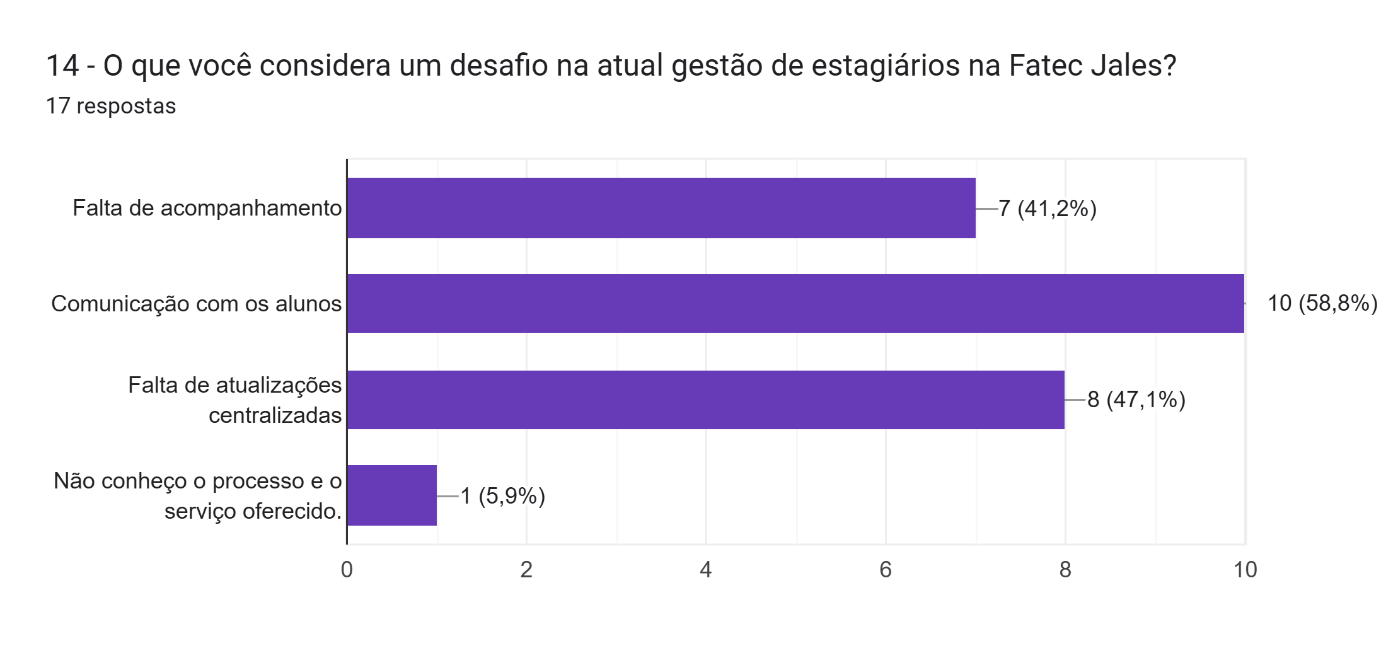 14 - O que você considera um desafio na atual gestão de estagiários na Fatec Jales?
17 respostas
Falta de acompanhamento
7 (41,2%)
Comunicação com os alunos
10 (58,8%)
Falta de atualizações
centralizadas
8 (47,1%)
Não conheço o processo e o
serviço oferecido.
1 (5,9%)
0 2 4 6 8 10